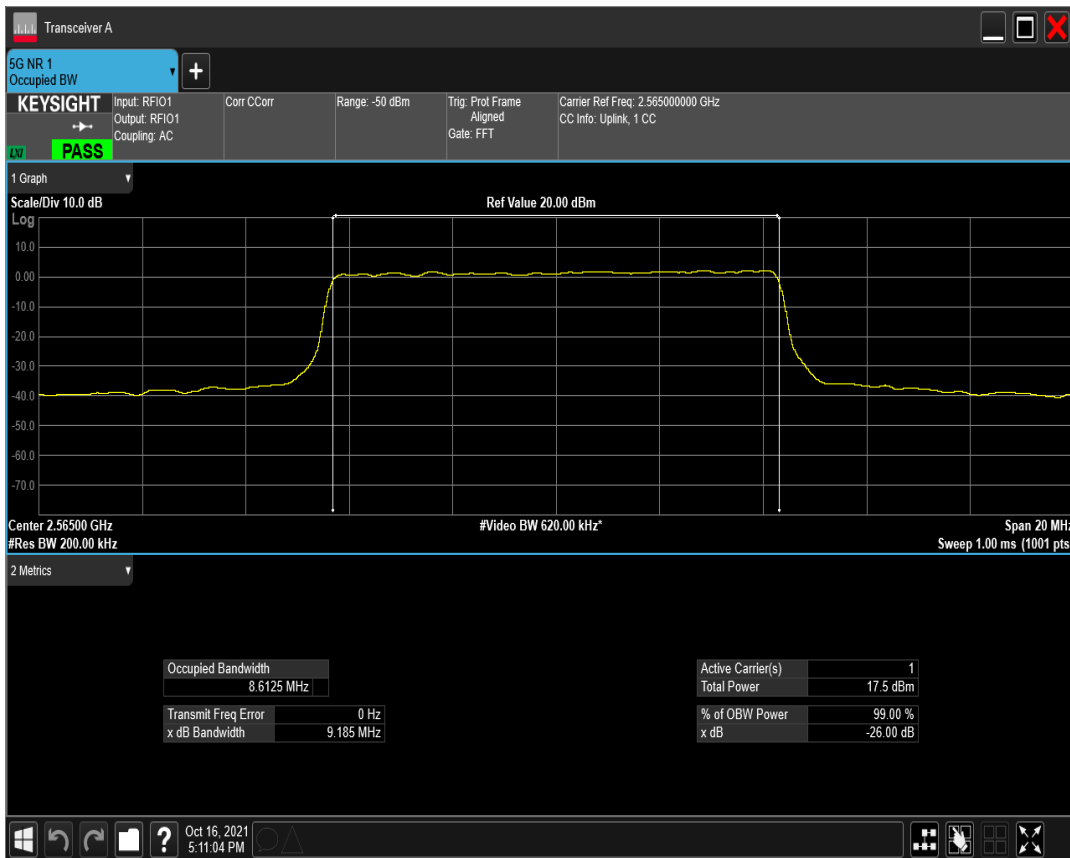 Transceiver A
5G NR 1
Occupied BW
KEYSIGHT
LXI
PASS
Input: RFIO1
Output: RFIO1
Coupling: AC
Corr CCorr
Range: -50 dBm
Trig: Prot Frame
Aligned
Gate: FFT
Carrier Ref Freq: 2.565000000 GHz
CC Info: Uplink, 1 CC
1 Graph
Scale/Div 10.0 dB
Ref Value 20.00 dBm
Log
10.0
0.00
-10.0
-20.0
-30.0
-40.0
-50.0
-60.0
-70.0
Center 2.56500 GHz
#Video BW 620.00 kHz*
Span 20 MHz
#Res BW 200.00 kHz
Sweep 1.00 ms (1001 pts
2 Metrics
Occupied Bandwidth
8.6125 MHz
Transmit Freq Error 0 Hz
x dB Bandwidth 9.185 MHz
Active Carrier(s) 1
Total Power 17.5 dBm
% of OBW Power 99.00 %
x dB -26.00 dB
Oct 16, 2021
5:11:04 PM